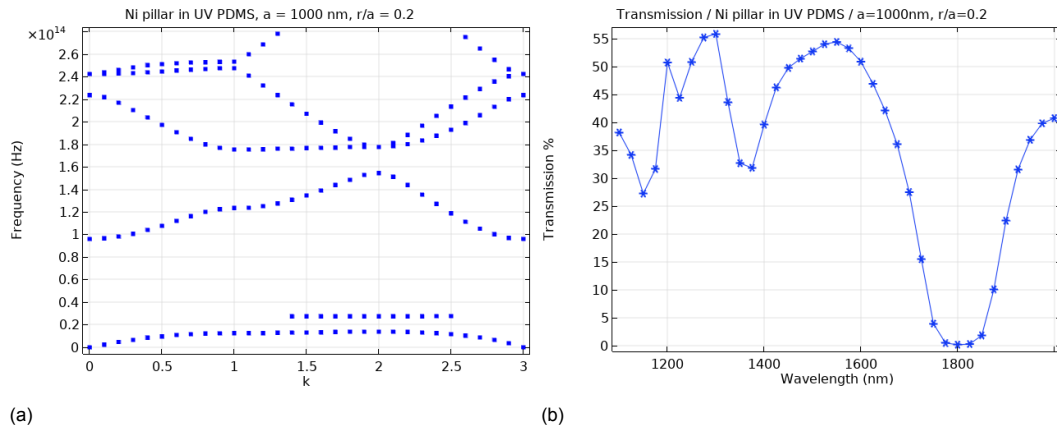 Ni pillar in UV PDMS, a = 1000 nm, r/a = 0.2
×10¹⁴
2.6
2.4
2.2
2
1.8
1.6
1.4
1.2
1
0.8
0.6
0.4
0.2
0
Frequency (Hz)
0 0.5 1 1.5 2 2.5 3
k
(a)
Transmission / Ni pillar in UV PDMS / a=1000nm, r/a=0.2
55
50
45
40
35
30
25
20
15
10
5
0
Transmission %
1200 1400 1600 1800
Wavelength (nm)
(b)